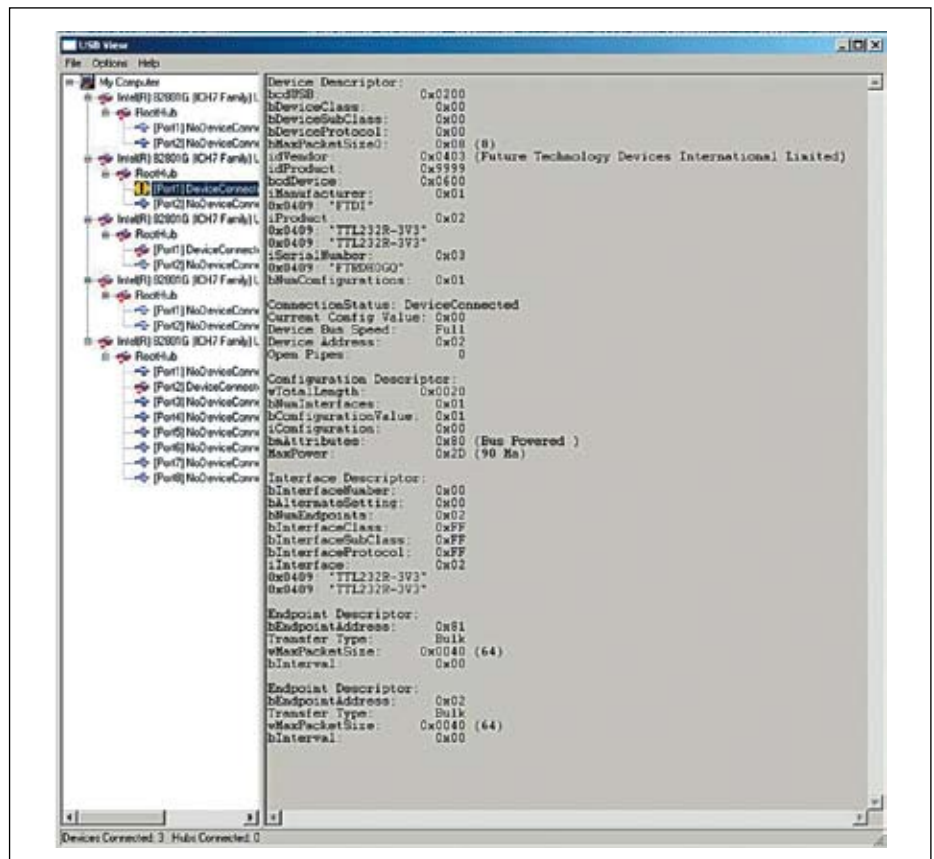 USB View
File Options Help
My Computer
Intel(R) 82801G (ICH7 Family) U
RootHub
[Port1] NoDeviceConn
[Port2] NoDeviceConn
Intel(R) 82801G (ICH7 Family) U
RootHub
[Port1] DeviceConnect
[Port2] NoDeviceConn
Intel(R) 82801G (ICH7 Family) U
RootHub
[Port1] DeviceConnect
[Port2] NoDeviceConn
Intel(R) 82801G (ICH7 Family) U
RootHub
[Port1] NoDeviceConn
[Port2] NoDeviceConn
Intel(R) 82801G (ICH7 Family) U
RootHub
[Port1] NoDeviceConn
[Port2] DeviceConnect
[Port3] NoDeviceConn
[Port4] NoDeviceConn
[Port5] NoDeviceConn
[Port6] NoDeviceConn
[Port7] NoDeviceConn
[Port8] NoDeviceConn
Device Descriptor:
bcdUSB: 0x0200
bDeviceClass: 0x00
bDeviceSubClass: 0x00
bDeviceProtocol: 0x00
bMaxPacketSize0: 0x08 (8)
idVendor: 0x0403 (Future Technology Devices International Limited)
idProduct: 0x9999
bcdDevice: 0x0600
iManufacturer: 0x01
0x0409: "FTDI"
iProduct: 0x02
0x0409: "TTL232R-3V3"
0x0409: "TTL232R-3V3"
iSerialNumber: 0x03
0x0409:
bNumConfigurations: 0x01
ConnectionStatus: DeviceConnected
Current Config Value: 0x00
Device Bus Speed: Full
Device Address: 0x02
Open Pipes: 0
Configuration Descriptor:
wTotalLength: 0x0020
bNumInterfaces: 0x01
bConfigurationValue: 0x01
iConfiguration: 0x00
bmAttributes: 0x80 (Bus Powered )
MaxPower: 0x2D (90 Ma)
Interface Descriptor:
bInterfaceNumber: 0x00
bAlternateSetting: 0x00
bNumEndpoints: 0x02
bInterfaceClass: 0xFF
bInterfaceSubClass: 0xFF
bInterfaceProtocol: 0xFF
iInterface: 0x02
0x0409: "TTL232R-3V3"
0x0409: "TTL232R-3V3"
Endpoint Descriptor:
bEndpointAddress: 0x81
Transfer Type: Bulk
wMaxPacketSize: 0x0040 (64)
bInterval: 0x00
Endpoint Descriptor:
bEndpointAddress: 0x02
Transfer Type: Bulk
wMaxPacketSize: 0x0040 (64)
bInterval: 0x00
Devices Connected: 3 Hubs Connected: 0